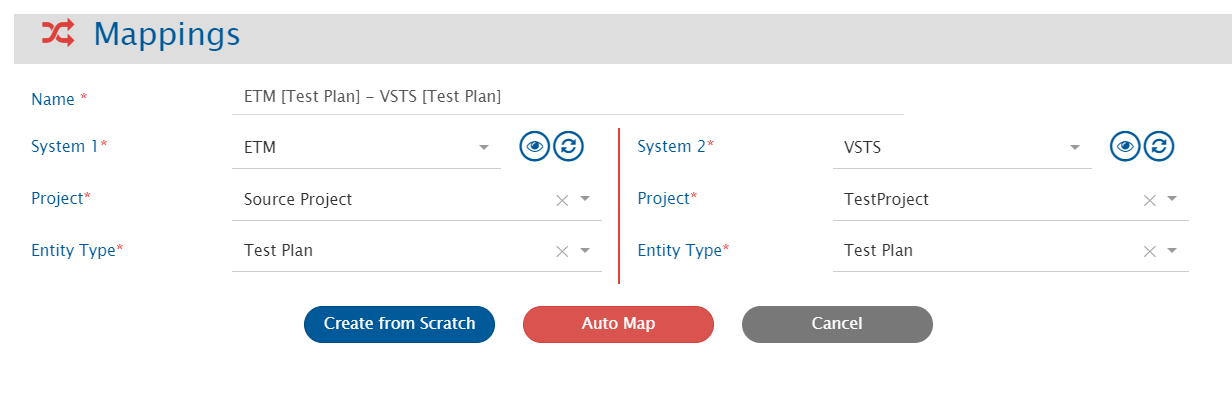 Mappings
Name * ETM [Test Plan] – VSTS [Test Plan]
System 1* ETM System 2* VSTS
Project* Source Project Project* TestProject
Entity Type* Test Plan Entity Type* Test Plan
Create from Scratch Auto Map Cancel